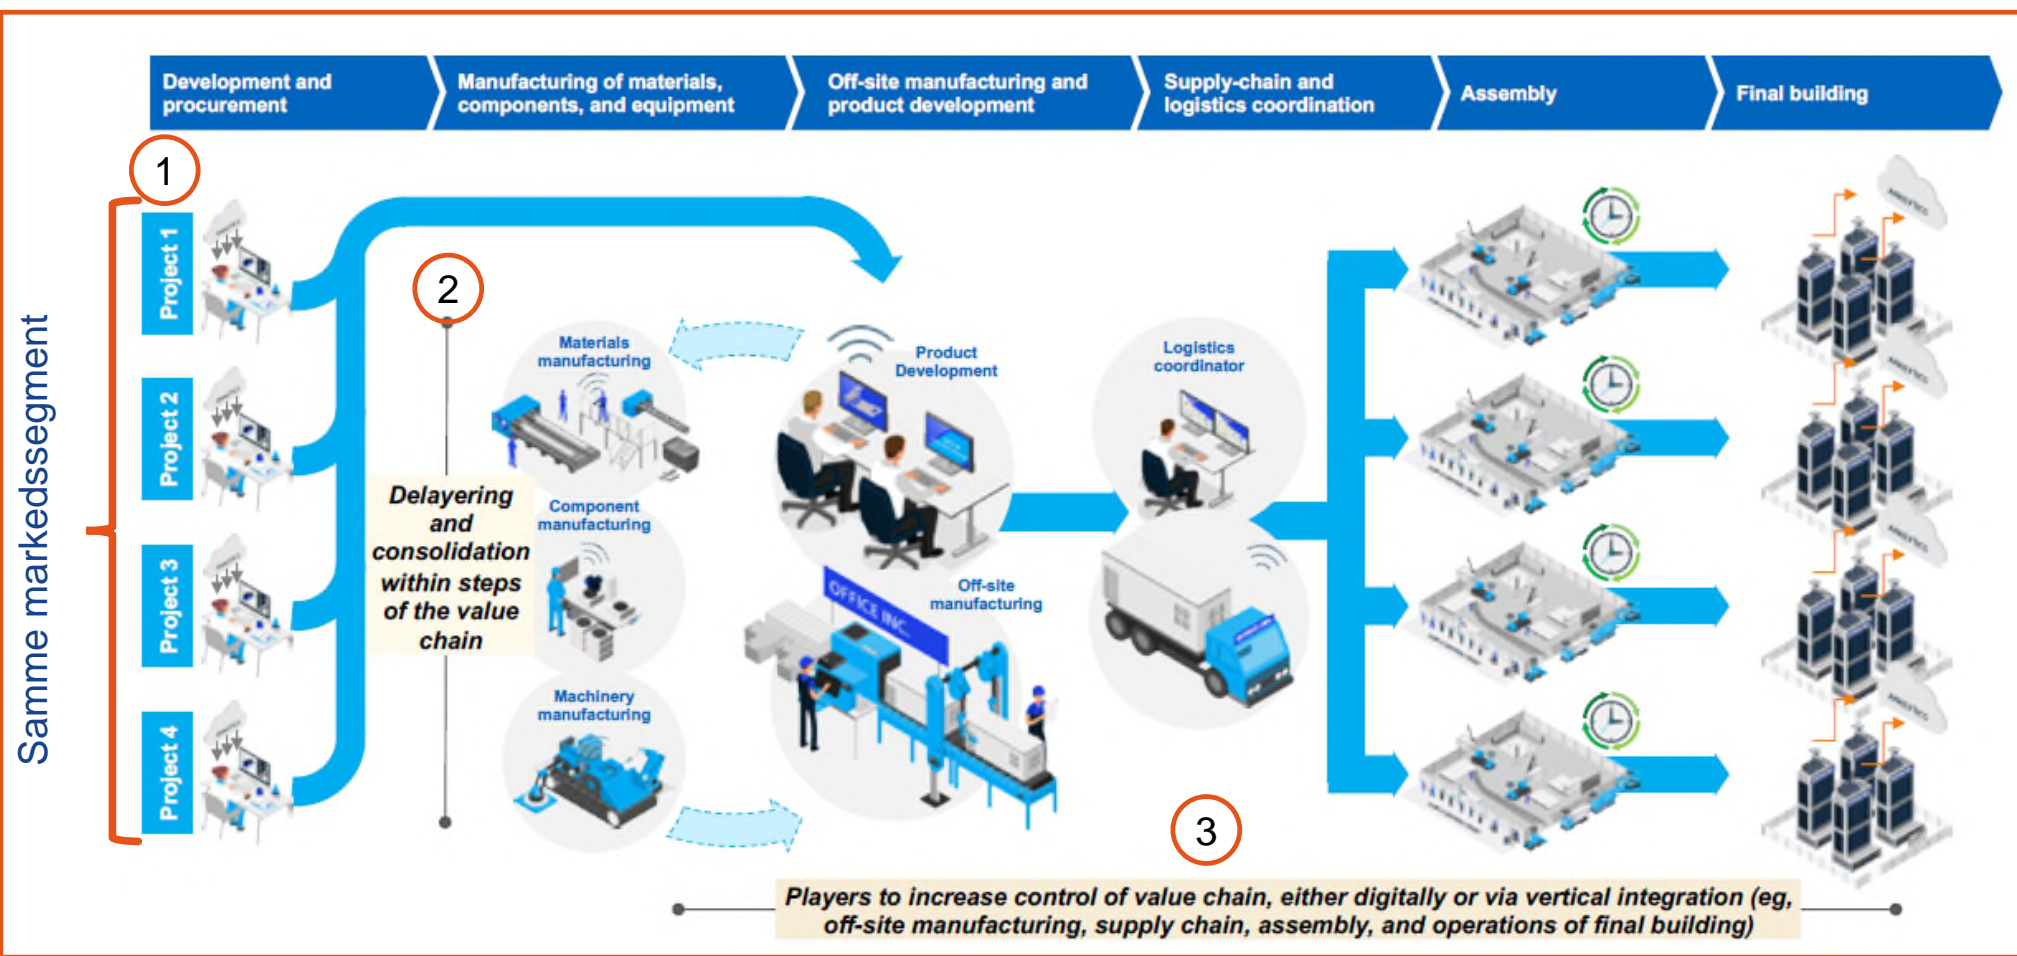 Development and
procurement
Manufacturing of materials,
components, and equipment
Off-site manufacturing and
product development
Supply-chain and
logistics coordination
Assembly
Final building
1
Samme markedssegment
Project 1
Project 2
Project 3
Project 4
2
Delayering
and
consolidation
within steps
of the value
chain
Materials
manufacturing
Component
manufacturing
Machinery
manufacturing
Product
Development
OFFICE INC.
Off-site
manufacturing
Logistics
coordinator
ANALYTICS
ANALYTICS
ANALYTICS
ANALYTICS
3
Players to increase control of value chain, either digitally or via vertical integration (eg,
off-site manufacturing, supply chain, assembly, and operations of final building)